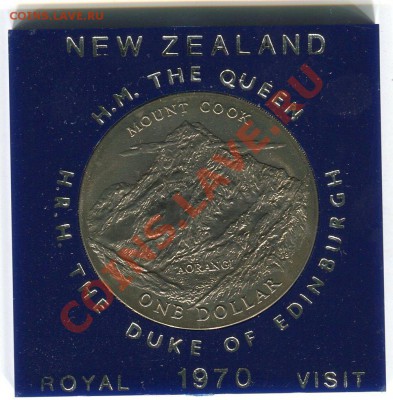 COINS.LAVE.RU
NEW ZEALAND
H.M. THE QUEEN
H.R.H. THE DUKE OF EDINBURGH
MOUNT COOK
AORANGI
ONE DOLLAR
ROYAL 1970 VISIT
COINS.LAVE.RU